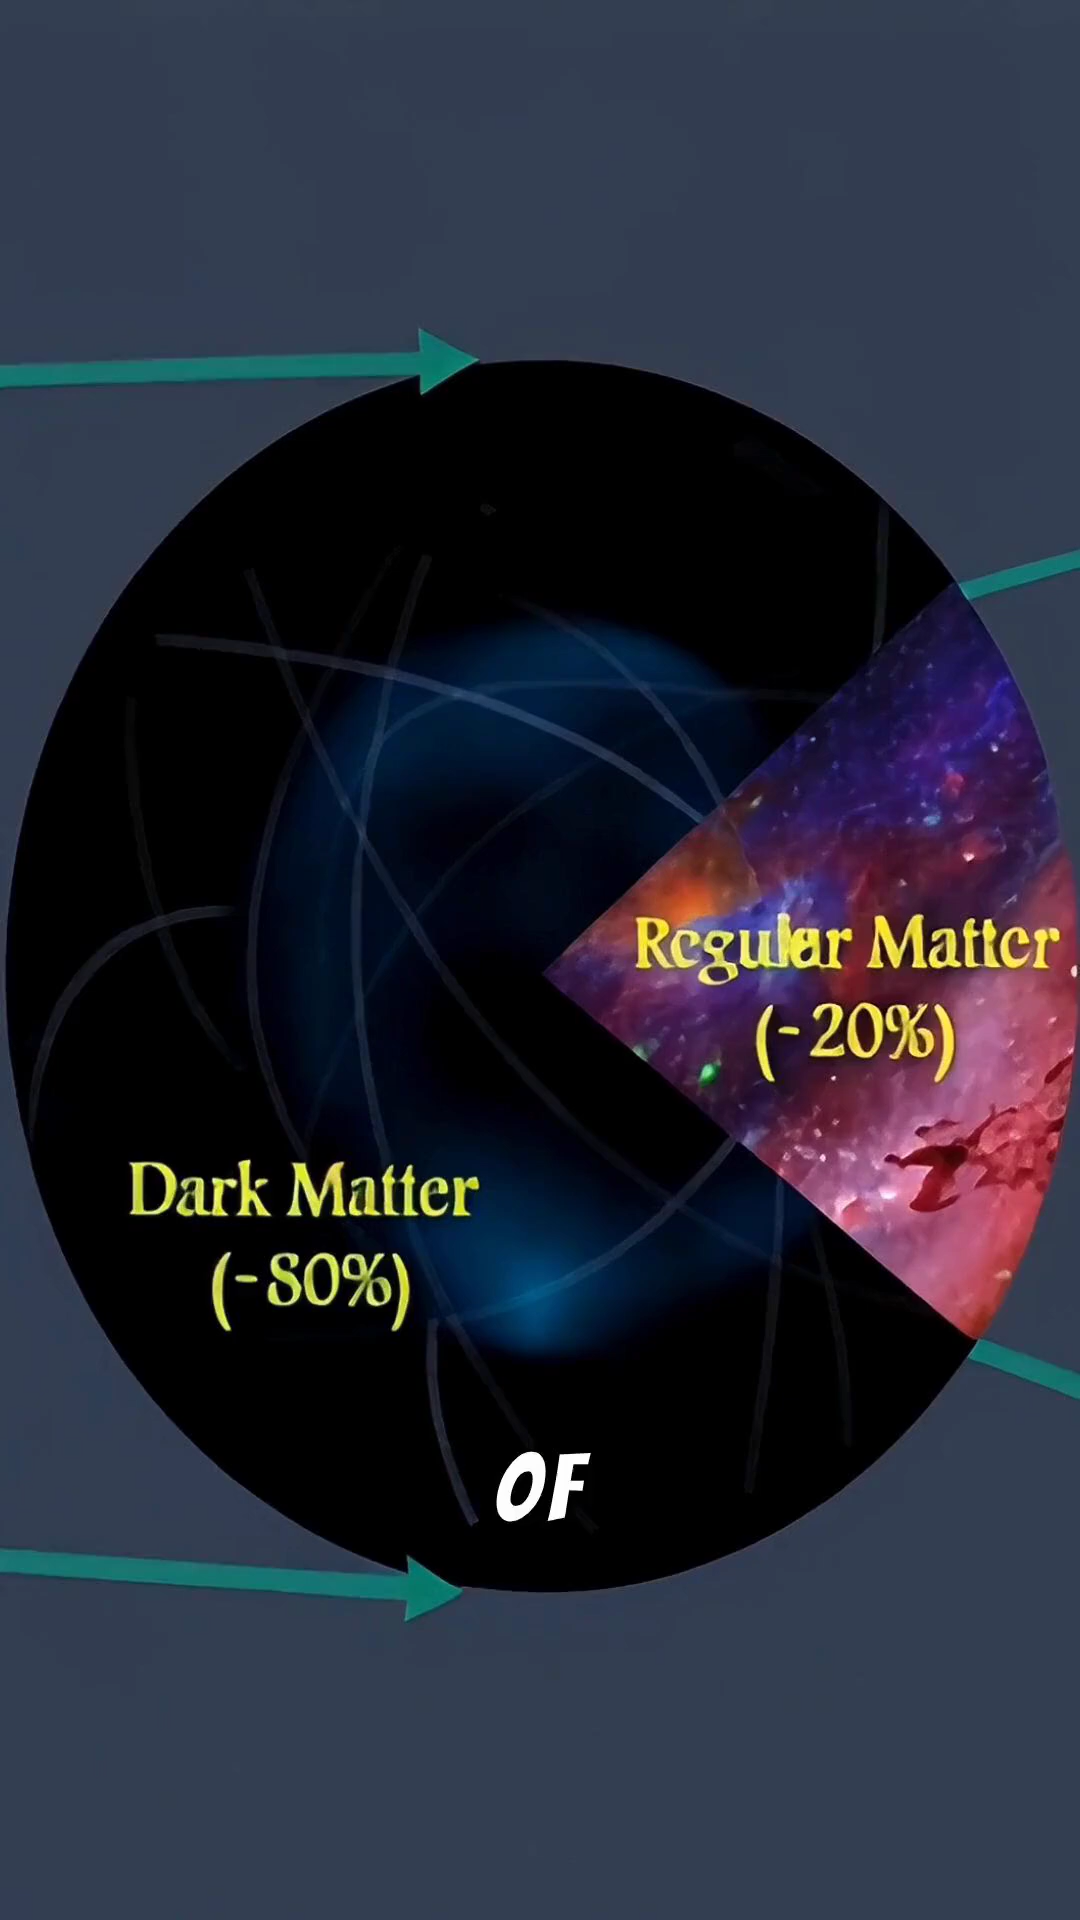 Regular Matter
(-20%)
Dark Matter
(-80%)
OF